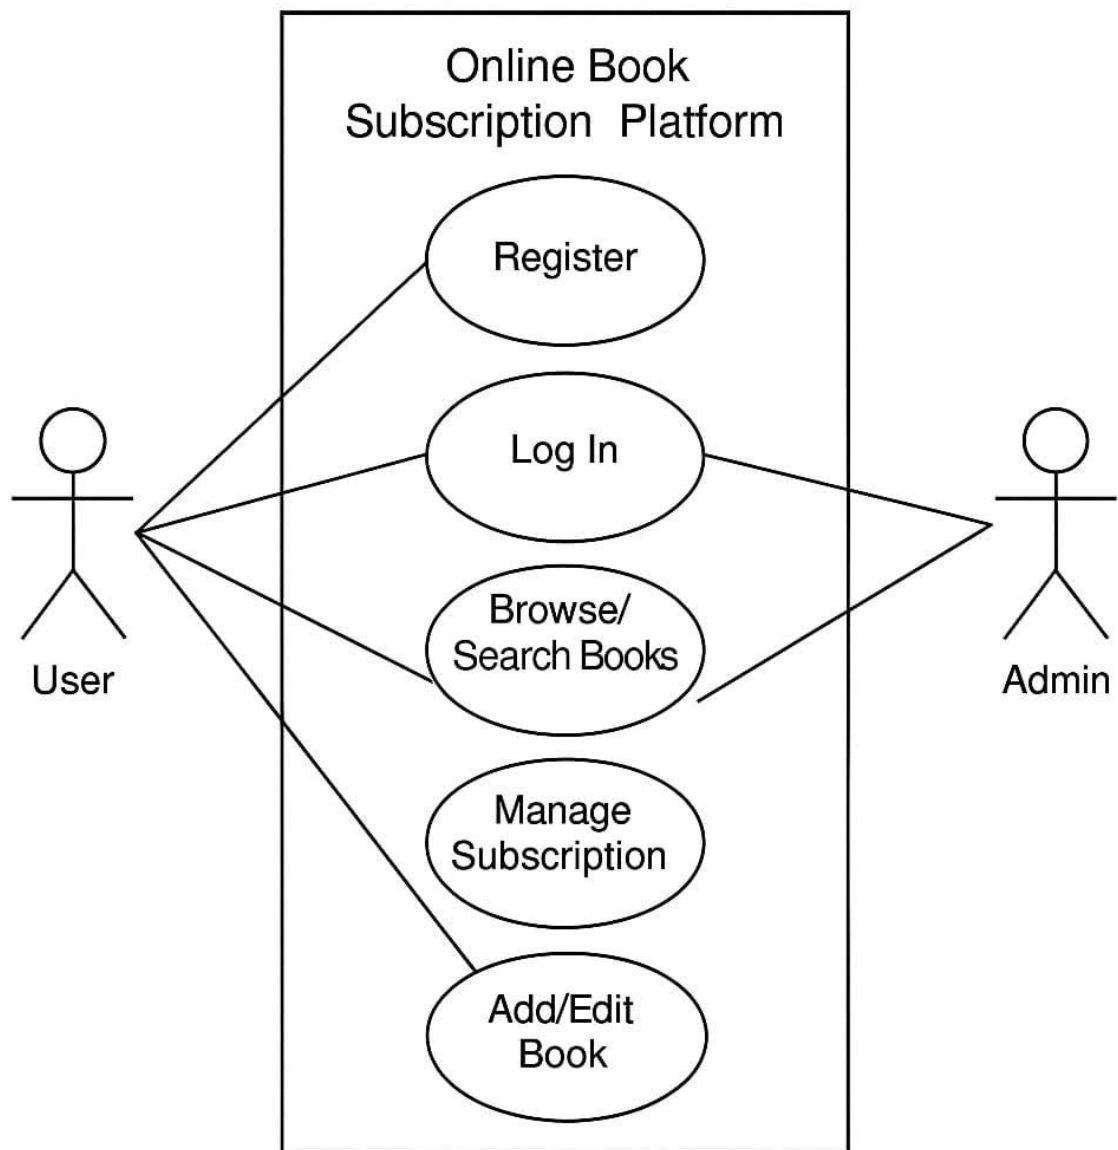 Online Book
Subscription Platform
Register
Log In
Browse/
Search Books
User
Admin
Manage
Subscription
Add/Edit
Book